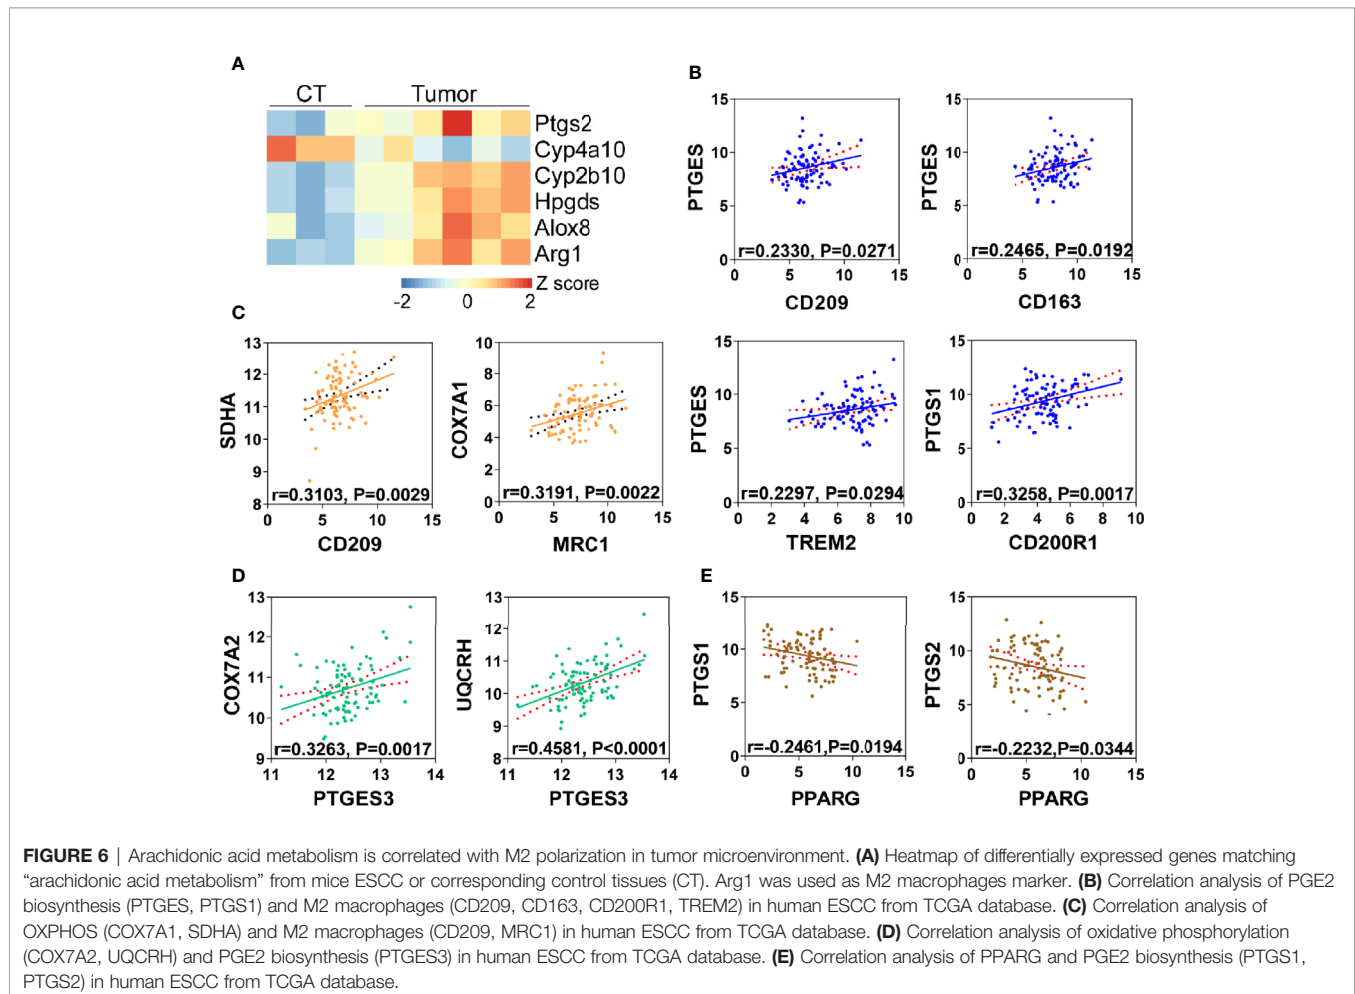 A
CT Tumor
Ptgs2
Cyp4a10
Cyp2b10
Hpgds
Alox8
Arg1
Z score
-2 0 2
B
15
10
5
0
PTGES
r=0.2330, P=0.0271
0 5 10 15
CD209
15
10
5
0
PTGES
r=0.2465, P=0.0192
0 5 10 15
CD163
C
13
12
11
10
9
8
SDHA
r=0.3103, P=0.0029
0 5 10 15
CD209
10
8
6
4
2
0
COX7A1
r=0.3191, P=0.0022
0 5 10 15
MRC1
15
10
5
0
PTGES
r=0.2297, P=0.0294
0 2 4 6 8 10
TREM2
15
10
5
0
PTGS1
r=0.3258, P=0.0017
0 2 4 6 8 10
CD200R1
D
13
12
11
10
9
COX7A2
r=0.3263, P=0.0017
11 12 13 14
PTGES3
13
12
11
10
9
8
UQCRH
r=0.4581, P<0.0001
11 12 13 14
PTGES3
E
15
10
5
0
PTGS1
r=-0.2461,P=0.0194
0 5 10 15
PPARG
15
10
5
0
PTGS2
r=-0.2232,P=0.0344
0 5 10 15
PPARG
FIGURE 6 | Arachidonic acid metabolism is correlated with M2 polarization in tumor microenvironment. (A) Heatmap of differentially expressed genes matching
“arachidonic acid metabolism” from mice ESCC or corresponding control tissues (CT). Arg1 was used as M2 macrophages marker. (B) Correlation analysis of PGE2
biosynthesis (PTGES, PTGS1) and M2 macrophages (CD209, CD163, CD200R1, TREM2) in human ESCC from TCGA database. (C) Correlation analysis of
OXPHOS (COX7A1, SDHA) and M2 macrophages (CD209, MRC1) in human ESCC from TCGA database. (D) Correlation analysis of oxidative phosphorylation
(COX7A2, UQCRH) and PGE2 biosynthesis (PTGES3) in human ESCC from TCGA database. (E) Correlation analysis of PPARG and PGE2 biosynthesis (PTGS1,
PTGS2) in human ESCC from TCGA database.